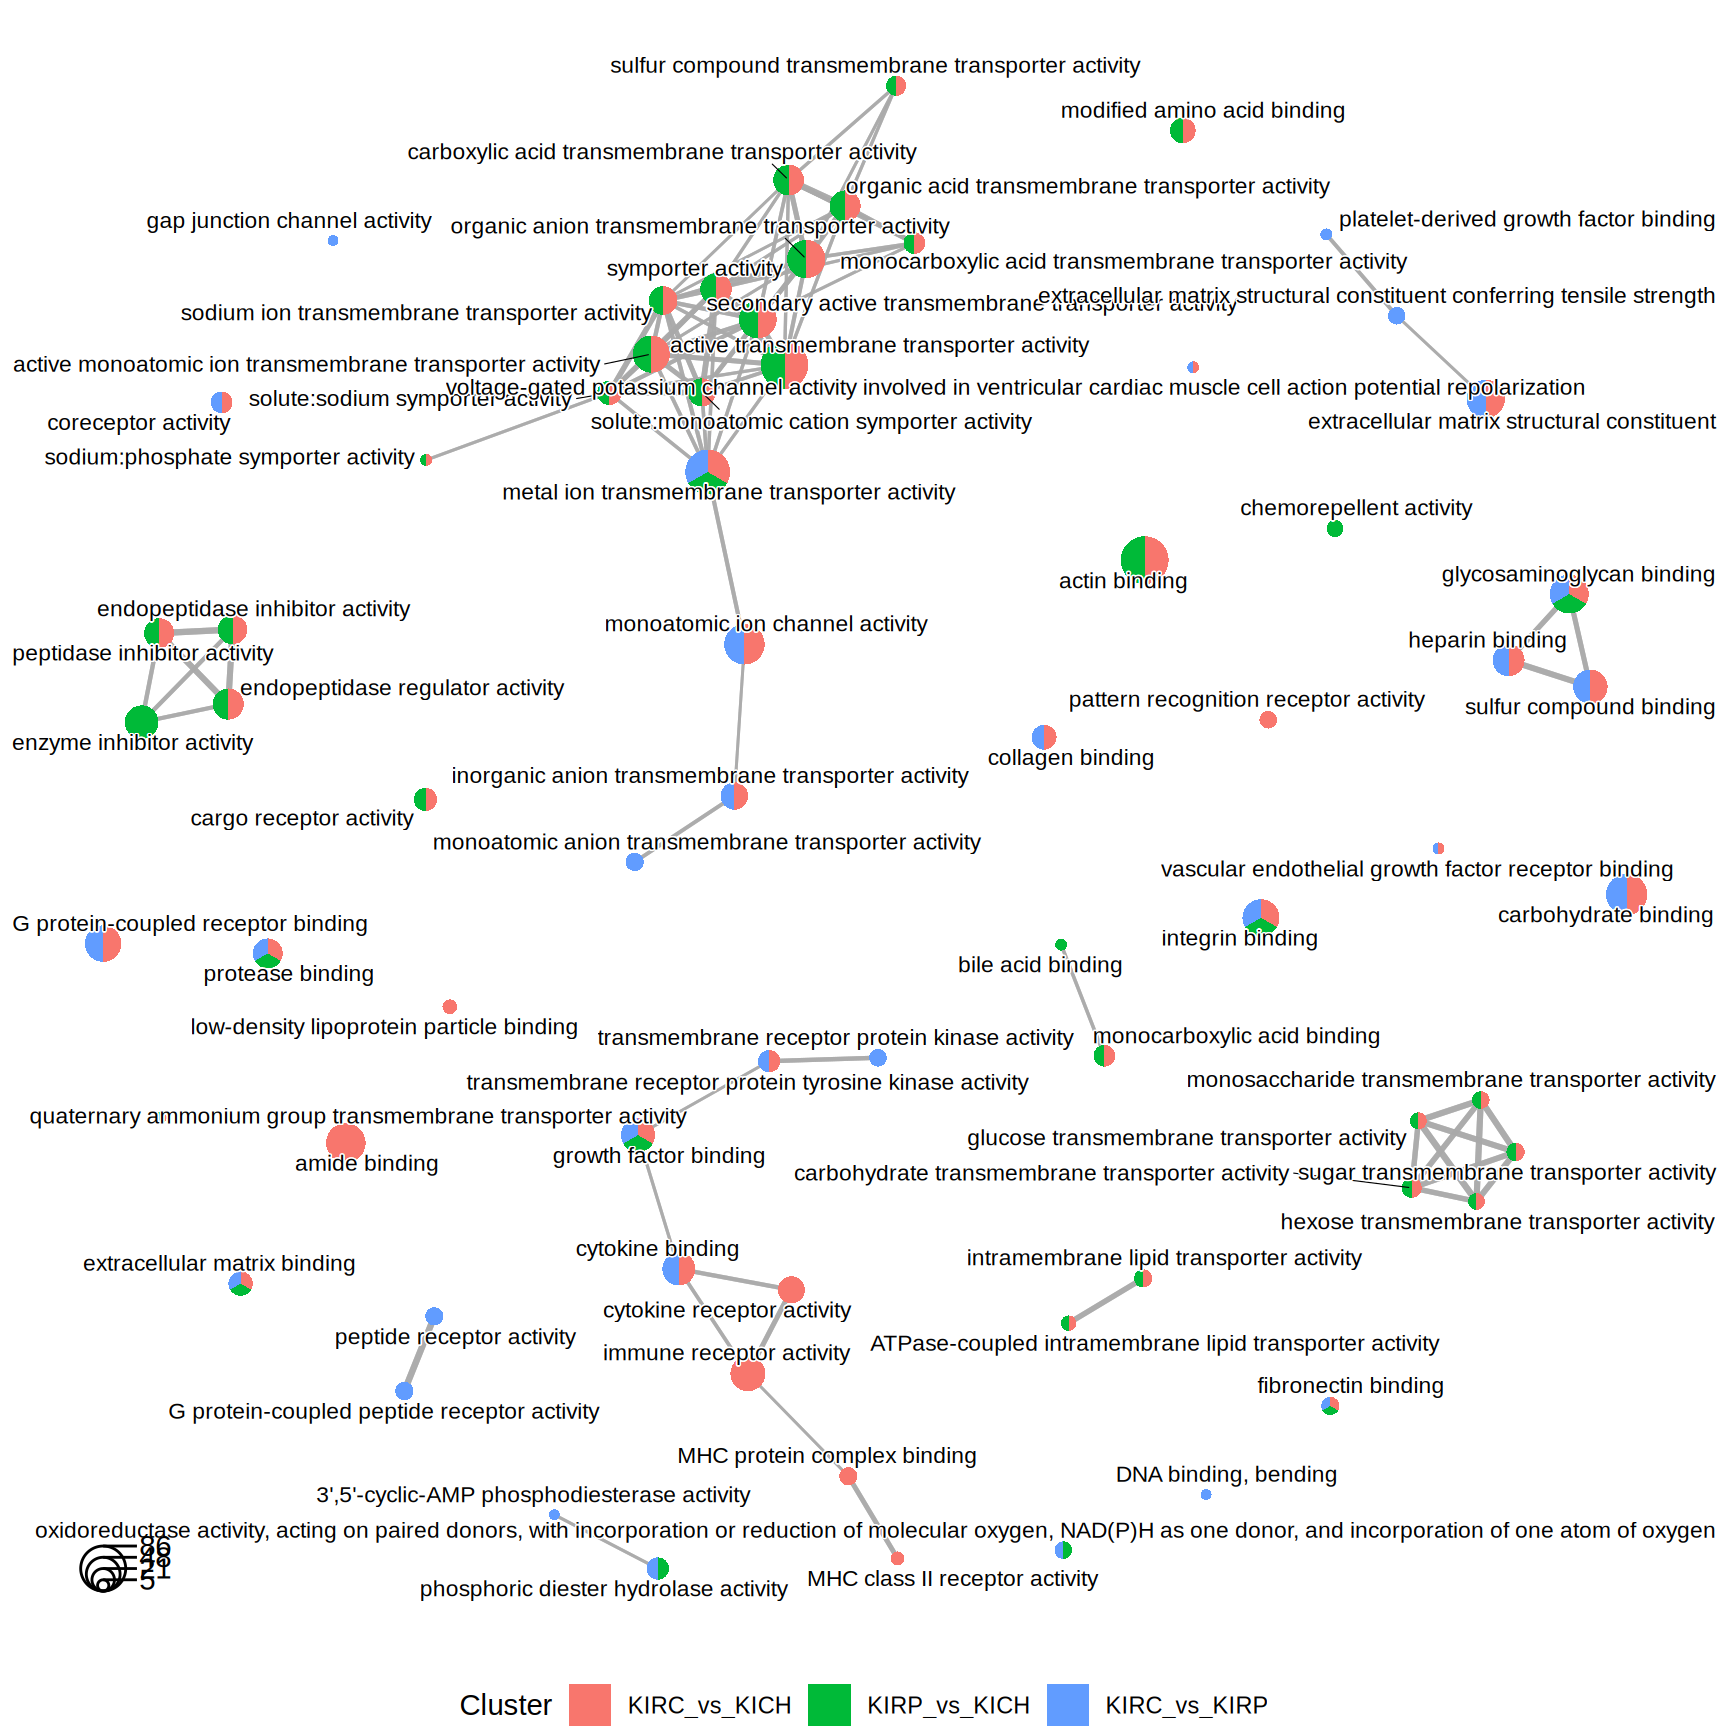 sulfur compound transmembrane transporter activity
modified amino acid binding
carboxylic acid transmembrane transporter activity
organic acid transmembrane transporter activity
gap junction channel activity
organic anion transmembrane transporter activity
platelet-derived growth factor binding
monocarboxylic acid transmembrane transporter activity
symporter activity
extracellular matrix structural constituent conferring tensile strength
secondary active transmembrane transporter activity
sodium ion transmembrane transporter activity
active transmembrane transporter activity
active monoatomic ion transmembrane transporter activity
voltage-gated potassium channel activity involved in ventricular cardiac muscle cell action potential repolarization
solute:sodium symporter activity
coreceptor activity
solute:monoatomic cation symporter activity
extracellular matrix structural constituent
sodium:phosphate symporter activity
metal ion transmembrane transporter activity
chemorepellent activity
actin binding
glycosaminoglycan binding
endopeptidase inhibitor activity
monoatomic ion channel activity
heparin binding
peptidase inhibitor activity
endopeptidase regulator activity
pattern recognition receptor activity
sulfur compound binding
enzyme inhibitor activity
collagen binding
inorganic anion transmembrane transporter activity
cargo receptor activity
monoatomic anion transmembrane transporter activity
vascular endothelial growth factor receptor binding
carbohydrate binding
G protein-coupled receptor binding
integrin binding
protease binding
bile acid binding
low-density lipoprotein particle binding
transmembrane receptor protein kinase activity
monocarboxylic acid binding
transmembrane receptor protein tyrosine kinase activity
monosaccharide transmembrane transporter activity
quaternary ammonium group transmembrane transporter activity
glucose transmembrane transporter activity
amide binding
growth factor binding
carbohydrate transmembrane transporter activity
sugar transmembrane transporter activity
hexose transmembrane transporter activity
cytokine binding
extracellular matrix binding
intramembrane lipid transporter activity
cytokine receptor activity
peptide receptor activity
immune receptor activity
ATPase-coupled intramembrane lipid transporter activity
fibronectin binding
G protein-coupled peptide receptor activity
MHC protein complex binding
DNA binding, bending
3',5'-cyclic-AMP phosphodiesterase activity
oxidoreductase activity, acting on paired donors, with incorporation or reduction of molecular oxygen, NAD(P)H as one donor, and incorporation of one atom of oxygen
86
48
21
5
MHC class II receptor activity
phosphoric diester hydrolase activity
Cluster KIRC_vs_KICH KIRP_vs_KICH KIRC_vs_KIRP